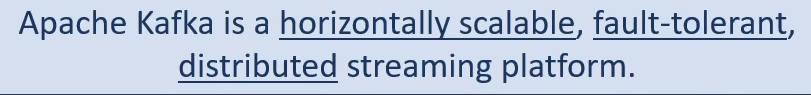 Apache Kafka is a horizontally scalable, fault-tolerant,
distributed streaming platform.